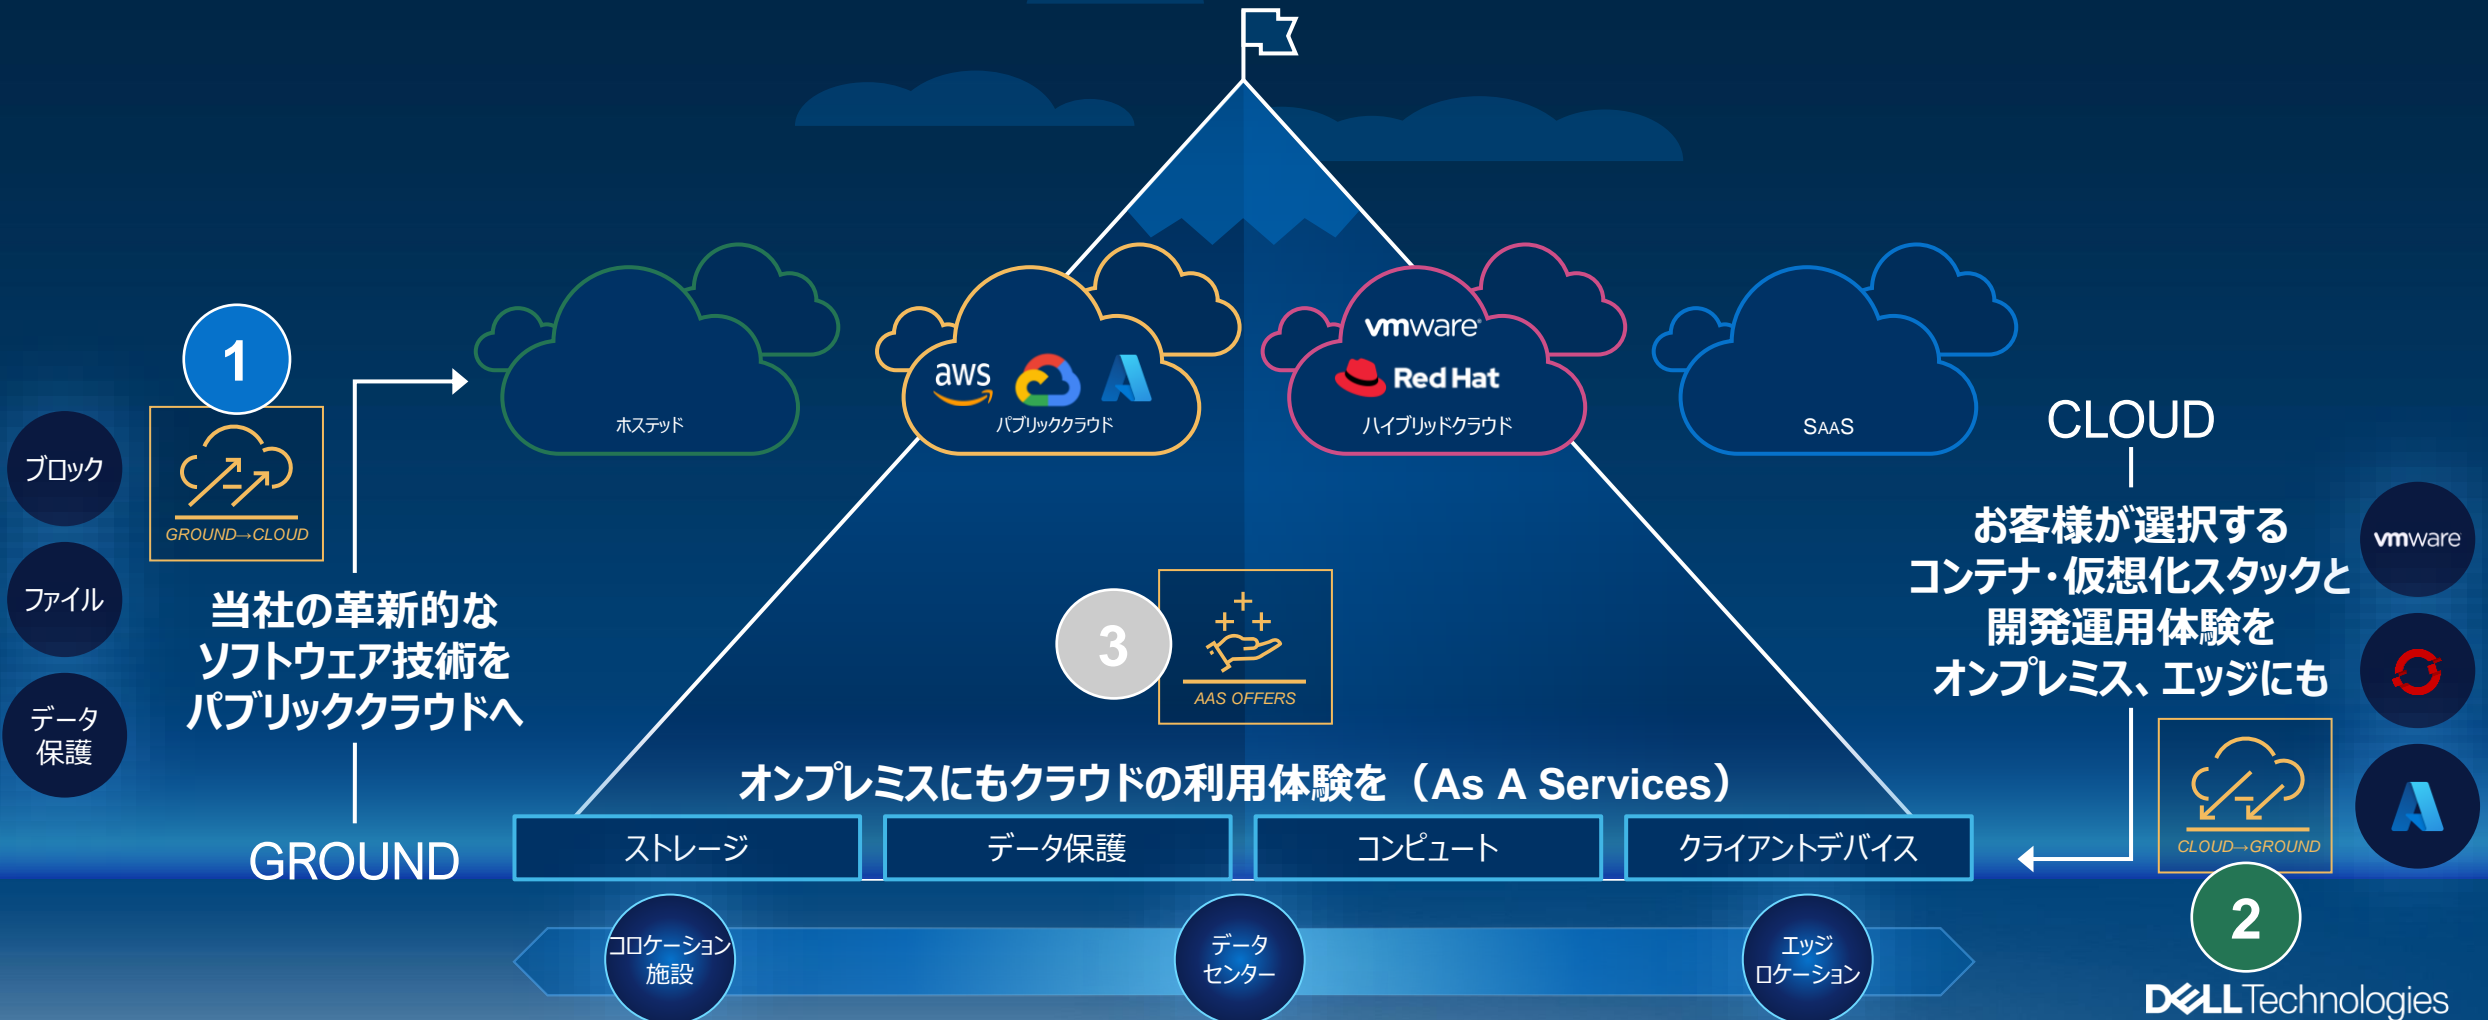 1
GROUND→CLOUD
ブロック
ファイル
データ
保護
当社の革新的な
ソフトウェア技術を
パブリッククラウドへ
GROUND
ホステッド
aws
パブリッククラウド
vmware®
Red Hat
ハイブリッドクラウド
SAAS
3
AAS OFFERS
オンプレミスにもクラウドの利用体験を（As A Services）
ストレージ
データ保護
コンピュート
クライアントデバイス
コロケーション
施設
データ
センター
エッジ
ロケーション
CLOUD
お客様が選択する
コンテナ・仮想化スタックと
開発運用体験を
オンプレミス、エッジにも
vmware
CLOUD→GROUND
2
DELLTechnologies